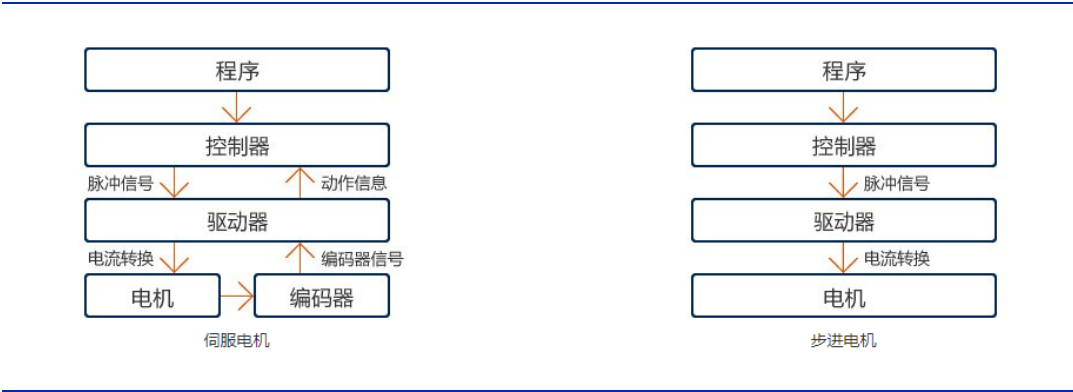 程序
控制器
脉冲信号
动作信息
驱动器
电流转换
编码器信号
电机
编码器
伺服电机
程序
控制器
脉冲信号
驱动器
电流转换
电机
步进电机